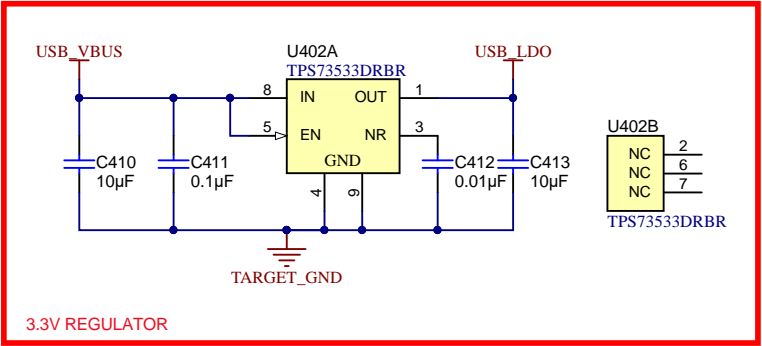 USB_VBUS
U402A
TPS73533DRBR
USB_LDO
8 IN OUT 1
5 EN NR 3
GND
4 9
C410
10µF
C411
0.1µF
C412
0.01µF
C413
10µF
TARGET_GND
U402B
NC 2
NC 6
NC 7
TPS73533DRBR
3.3V REGULATOR